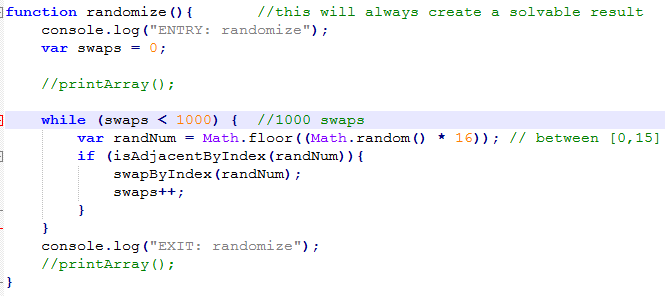 function randomize(){        //this will always create a solvable result
    console.log("ENTRY: randomize");
    var swaps = 0;
    //printArray();
    while (swaps < 1000) {  //1000 swaps
        var randNum = Math.floor((Math.random() * 16)); // between [0,15]
        if (isAdjacentByIndex(randNum)){
            swapByIndex(randNum);
            swaps++;
        }
    }
    console.log("EXIT: randomize");
    //printArray();
}